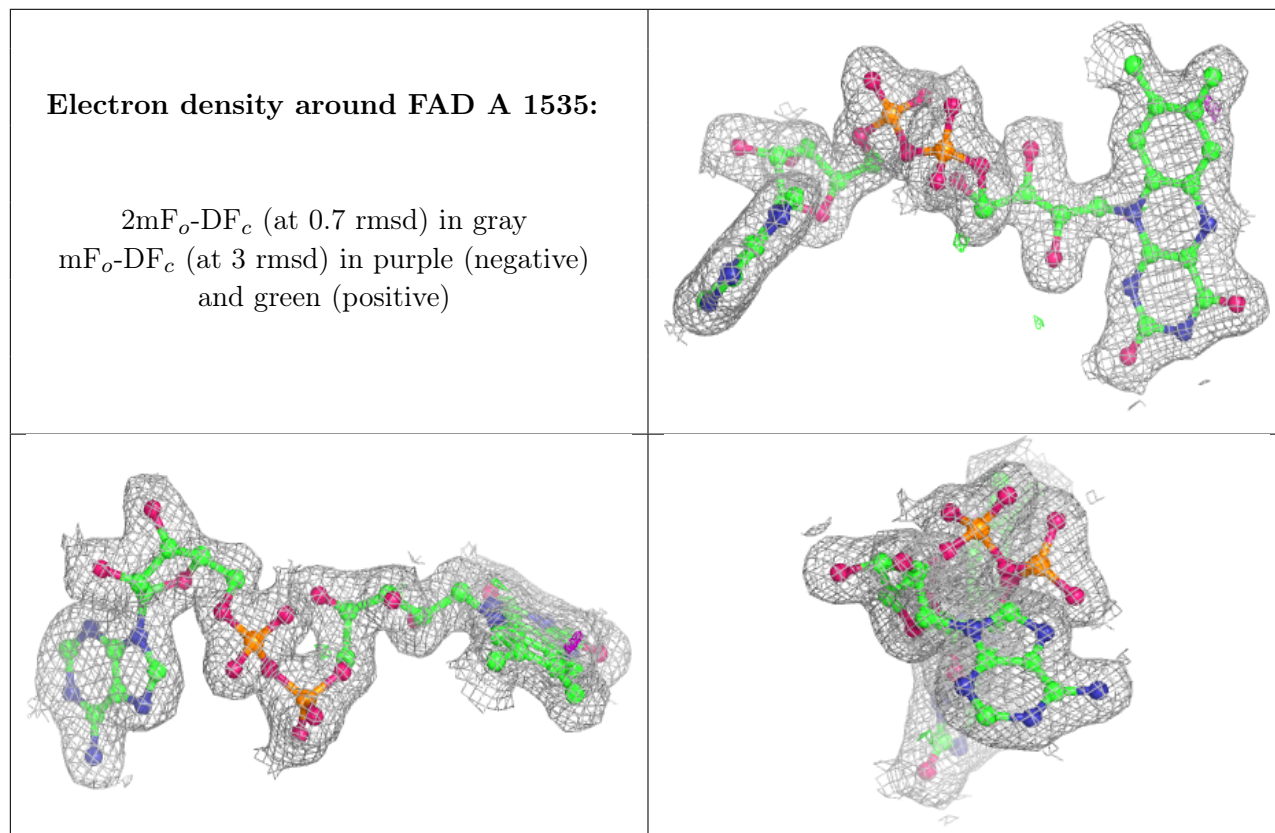 Electron density around FAD A 1535:
2mFo-DFc (at 0.7 rmsd) in gray
mFo-DFc (at 3 rmsd) in purple (negative)
and green (positive)